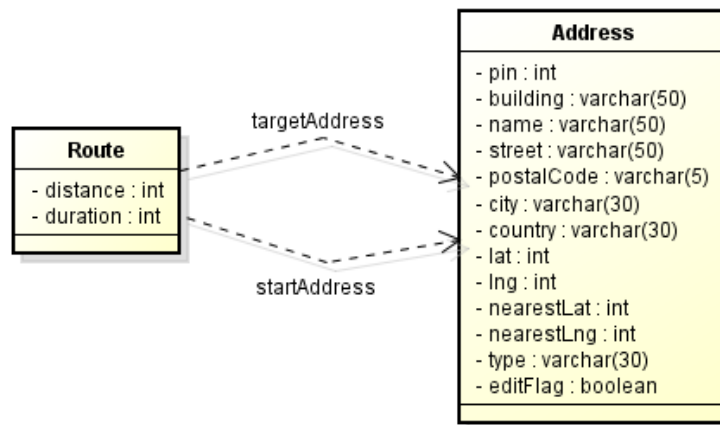 Address
- pin : int
- building : varchar(50)
- name : varchar(50)
- street : varchar(50)
- postalCode : varchar(5)
- city : varchar(30)
- country : varchar(30)
- lat : int
- lng : int
- nearestLat : int
- nearestLng : int
- type : varchar(30)
- editFlag : boolean
targetAddress
Route
- distance : int
- duration : int
startAddress